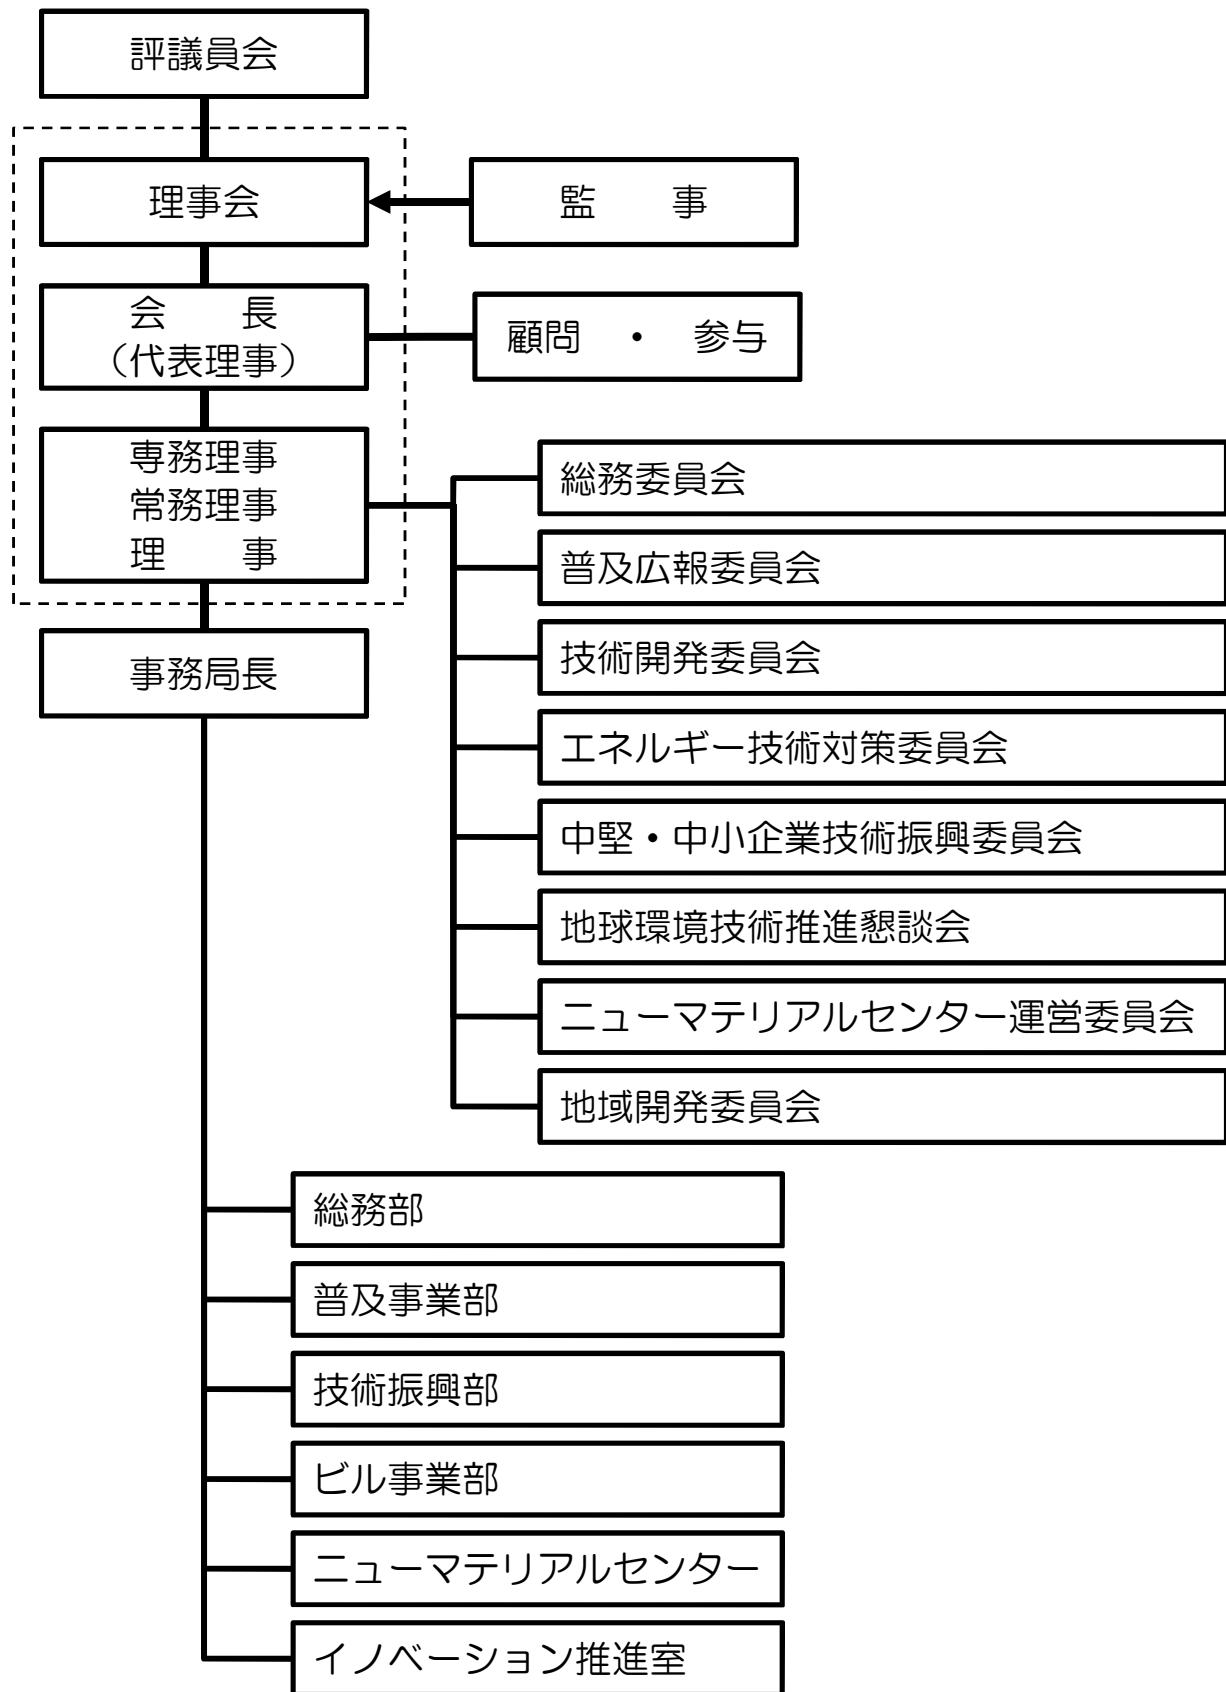 評議員会
理事会
監　　事
会　　長
（代表理事）
顧問　・　参与
専務理事
常務理事
理　　事
事務局長
総務委員会
普及広報委員会
技術開発委員会
エネルギー技術対策委員会
中堅・中小企業技術振興委員会
地球環境技術推進懇談会
ニューマテリアルセンター運営委員会
地域開発委員会
総務部
普及事業部
技術振興部
ビル事業部
ニューマテリアルセンター
イノベーション推進室